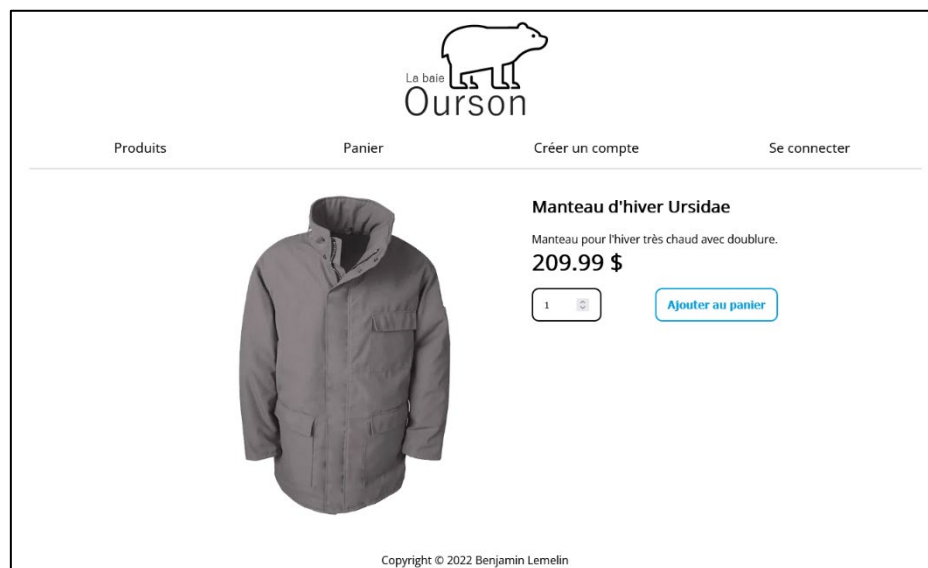 La baie
Ourson
Produits Panier Créer un compte Se connecter
Manteau d'hiver Ursidae
Manteau pour l'hiver très chaud avec doublure.
209.99 $
1 Ajouter au panier
Copyright © 2022 Benjamin Lemelin